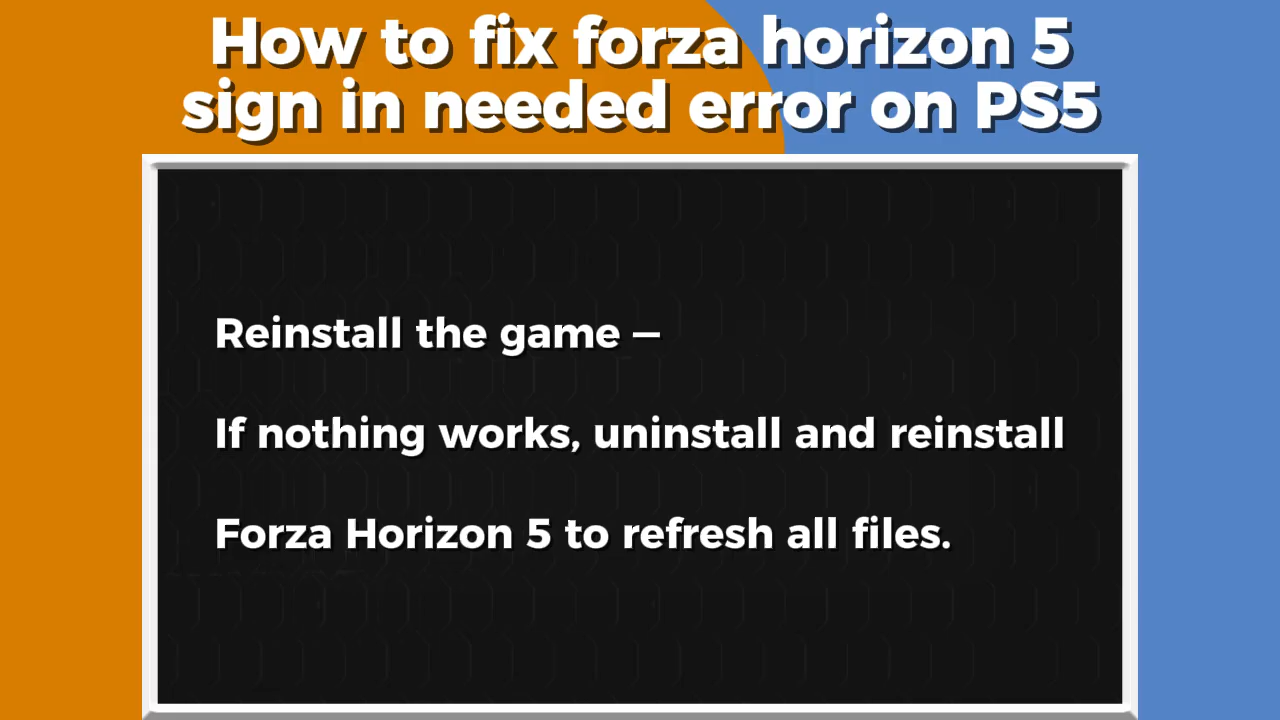 How to fix forza horizon 5
sign in needed error on PS5
Reinstall the game —
If nothing works, uninstall and reinstall
Forza Horizon 5 to refresh all files.